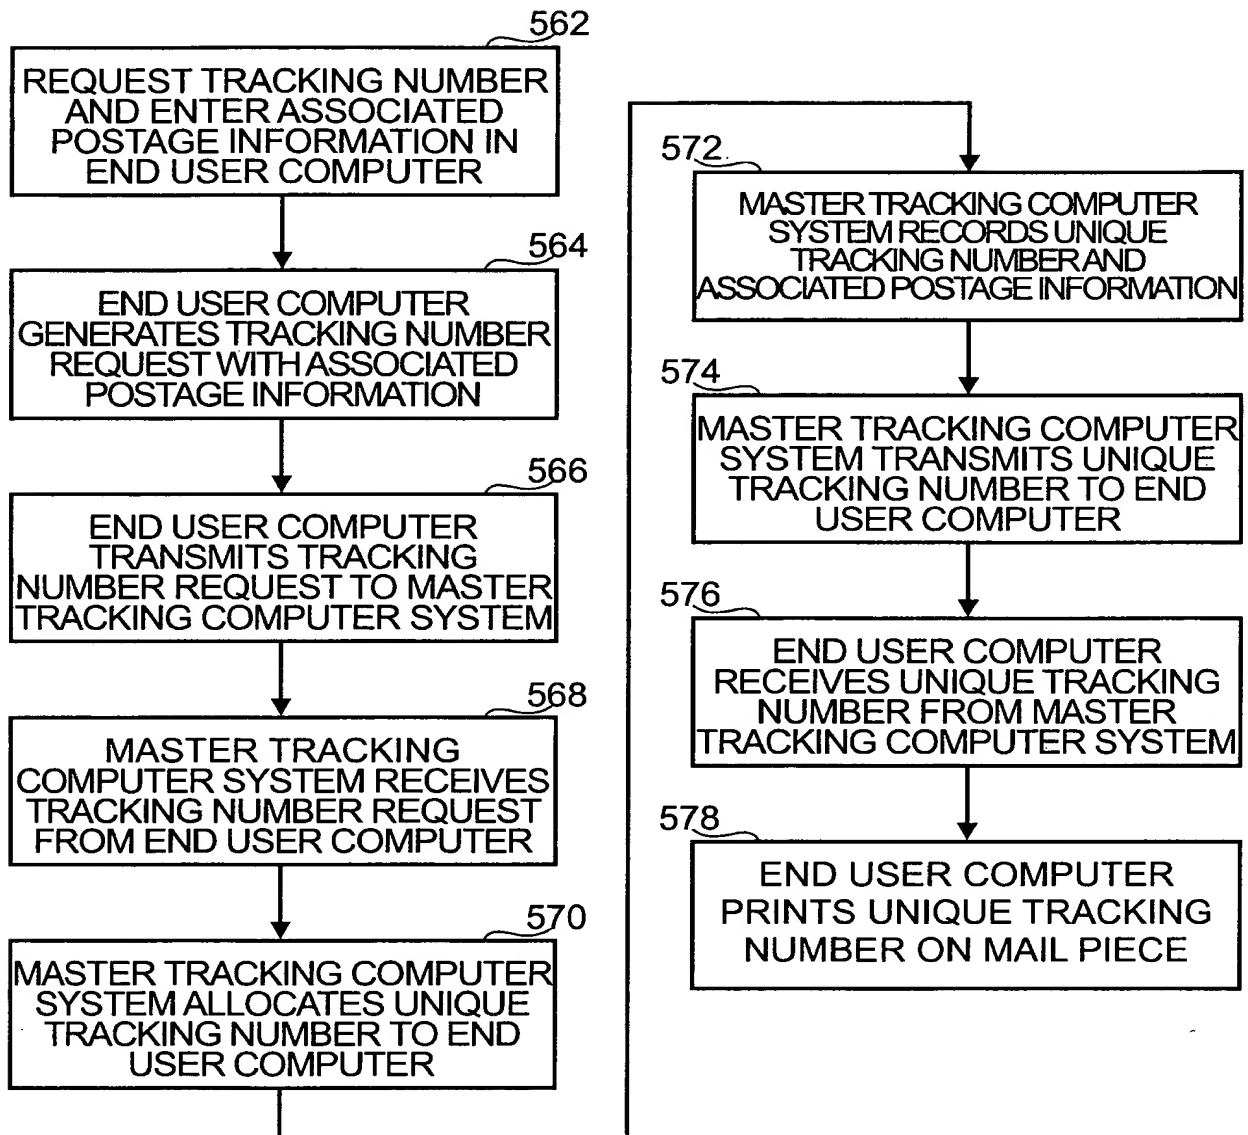 562
REQUEST TRACKING NUMBER
AND ENTER ASSOCIATED
POSTAGE INFORMATION IN
END USER COMPUTER
564
END USER COMPUTER
GENERATES TRACKING NUMBER
REQUEST WITH ASSOCIATED
POSTAGE INFORMATION
566
END USER COMPUTER
TRANSMITS TRACKING
NUMBER REQUEST TO MASTER
TRACKING COMPUTER SYSTEM
568
MASTER TRACKING
COMPUTER SYSTEM RECEIVES
TRACKING NUMBER REQUEST
FROM END USER COMPUTER
570
MASTER TRACKING COMPUTER
SYSTEM ALLOCATES UNIQUE
TRACKING NUMBER TO END
USER COMPUTER
572
MASTER TRACKING COMPUTER
SYSTEM RECORDS UNIQUE
TRACKING NUMBER AND
ASSOCIATED POSTAGE INFORMATION
574
MASTER TRACKING COMPUTER
SYSTEM TRANSMITS UNIQUE
TRACKING NUMBER TO END
USER COMPUTER
576
END USER COMPUTER
RECEIVES UNIQUE TRACKING
NUMBER FROM MASTER
TRACKING COMPUTER SYSTEM
578
END USER COMPUTER
PRINTS UNIQUE TRACKING
NUMBER ON MAIL PIECE